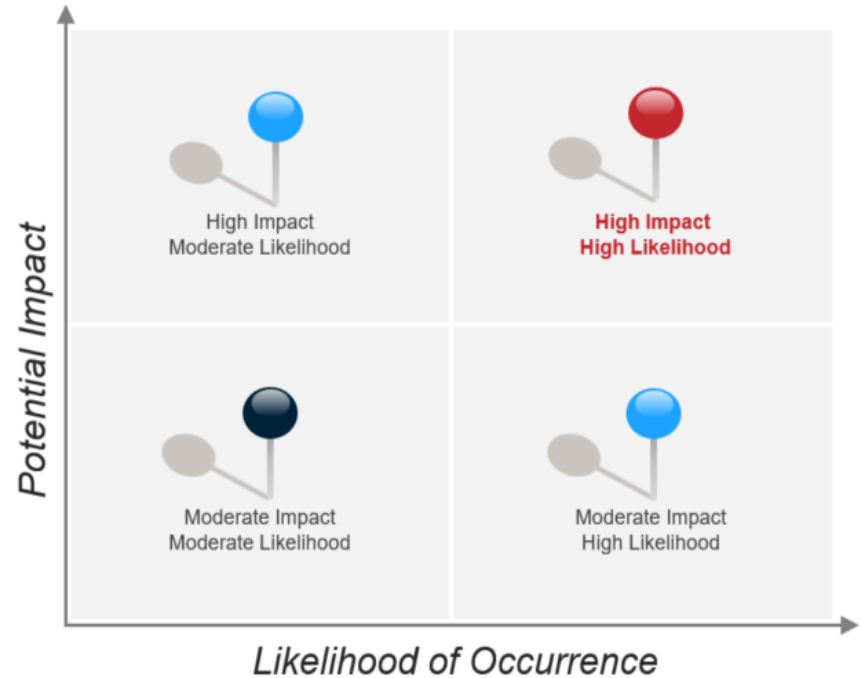 High Impact
Moderate Likelihood
High Impact
High Likelihood
Potential Impact
Moderate Impact
Moderate Likelihood
Moderate Impact
High Likelihood
Likelihood of Occurrence